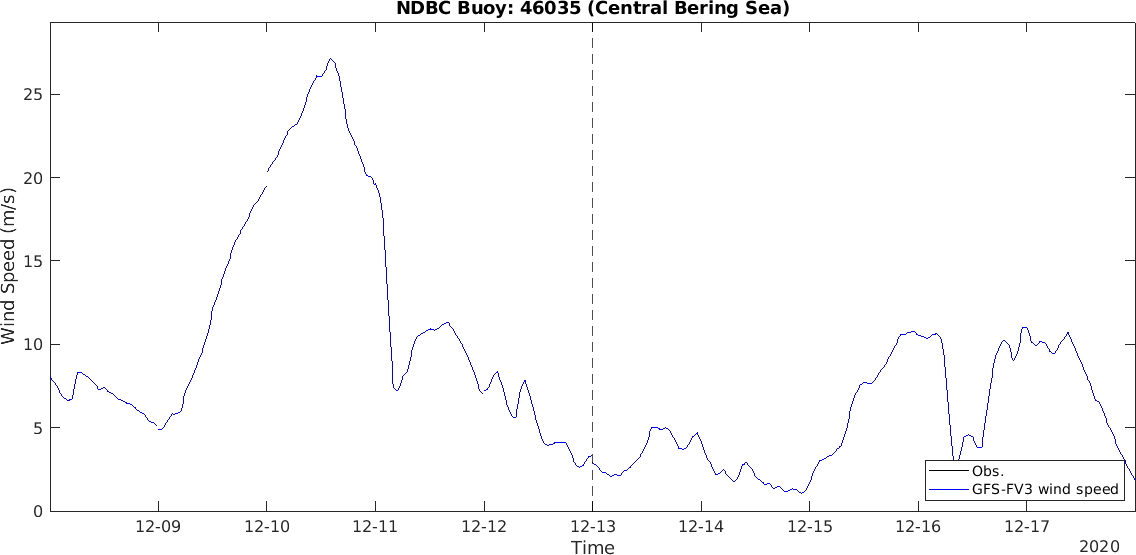 NDBC Buoy: 46035 (Central Bering Sea)
Wind Speed (m/s)
25
20
15
10
5
0
Obs.
GFS-FV3 wind speed
12-09 12-10 12-11 12-12 12-13 12-14 12-15 12-16 12-17
Time
2020